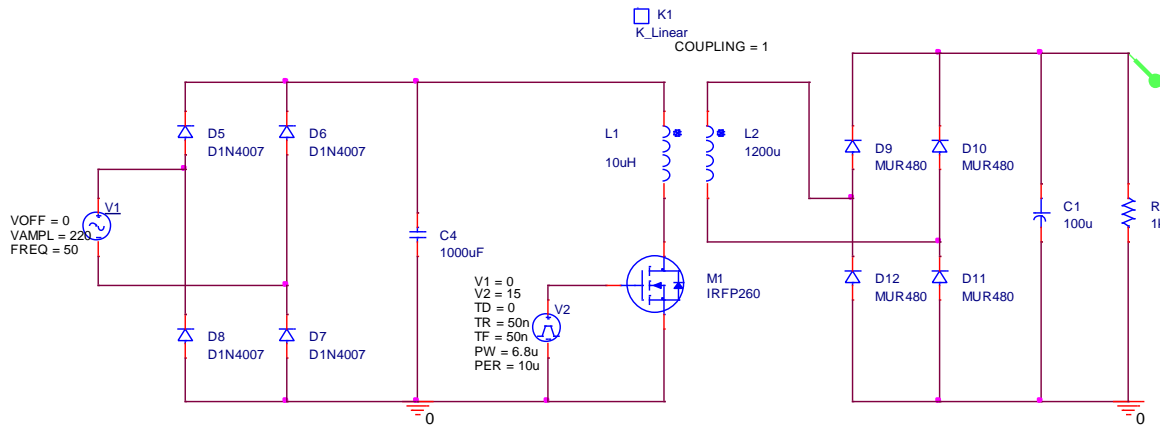 K1
K_Linear
COUPLING = 1
D5
D1N4007
D6
D1N4007
L1
10uH
L2
1200u
D9
MUR480
D10
MUR480
V1
VOFF = 0
VAMPL = 220
FREQ = 50
C4
1000uF
C1
100u
R
1k
M1
IRFP260
V1 = 0
V2 = 15
TD = 0
TR = 50n
TF = 50n
PW = 6.8u
PER = 10u
V2
D12
MUR480
D11
MUR480
D8
D1N4007
D7
D1N4007
0
0